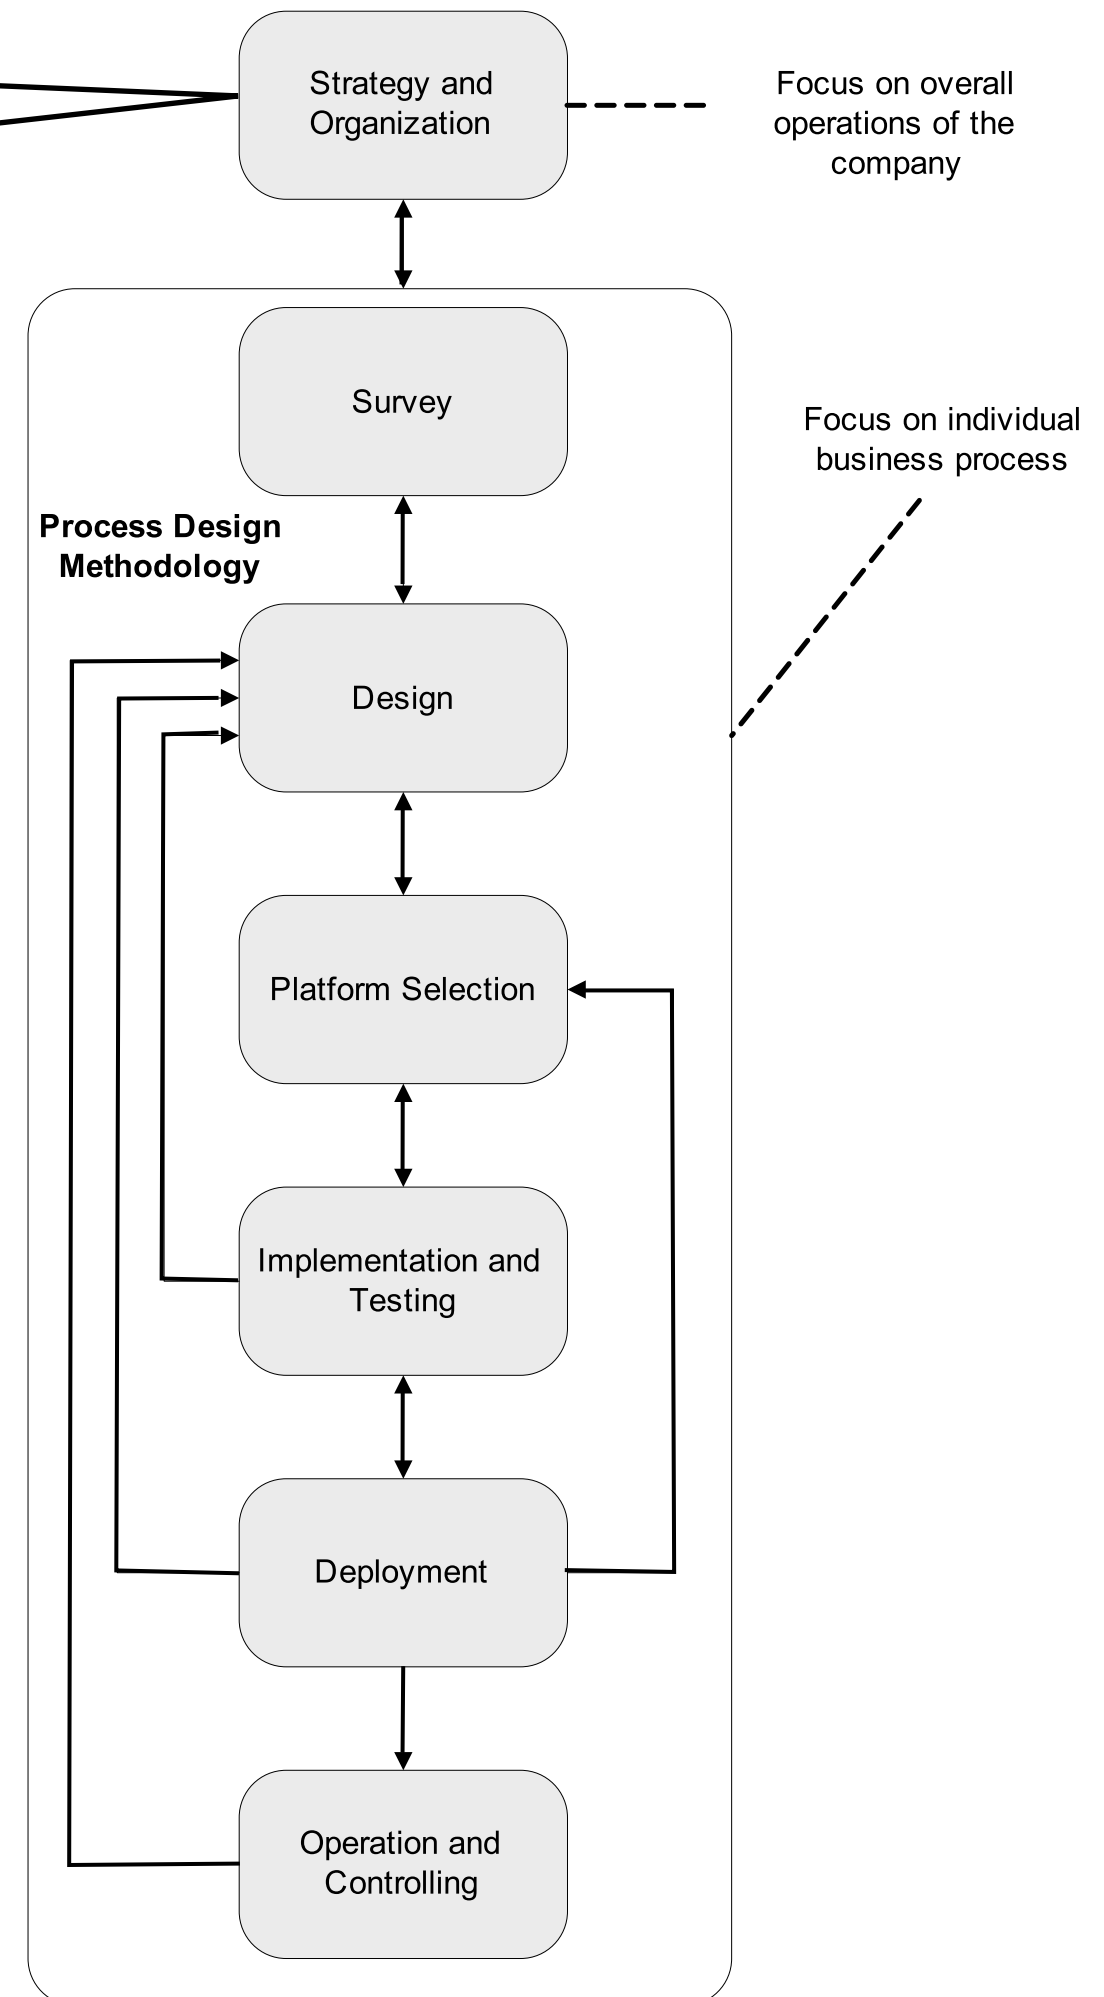 Strategy and
Organization
Focus on overall
operations of the
company
Survey
Focus on individual
business process
Process Design
Methodology
Design
Platform Selection
Implementation and
Testing
Deployment
Operation and
Controlling